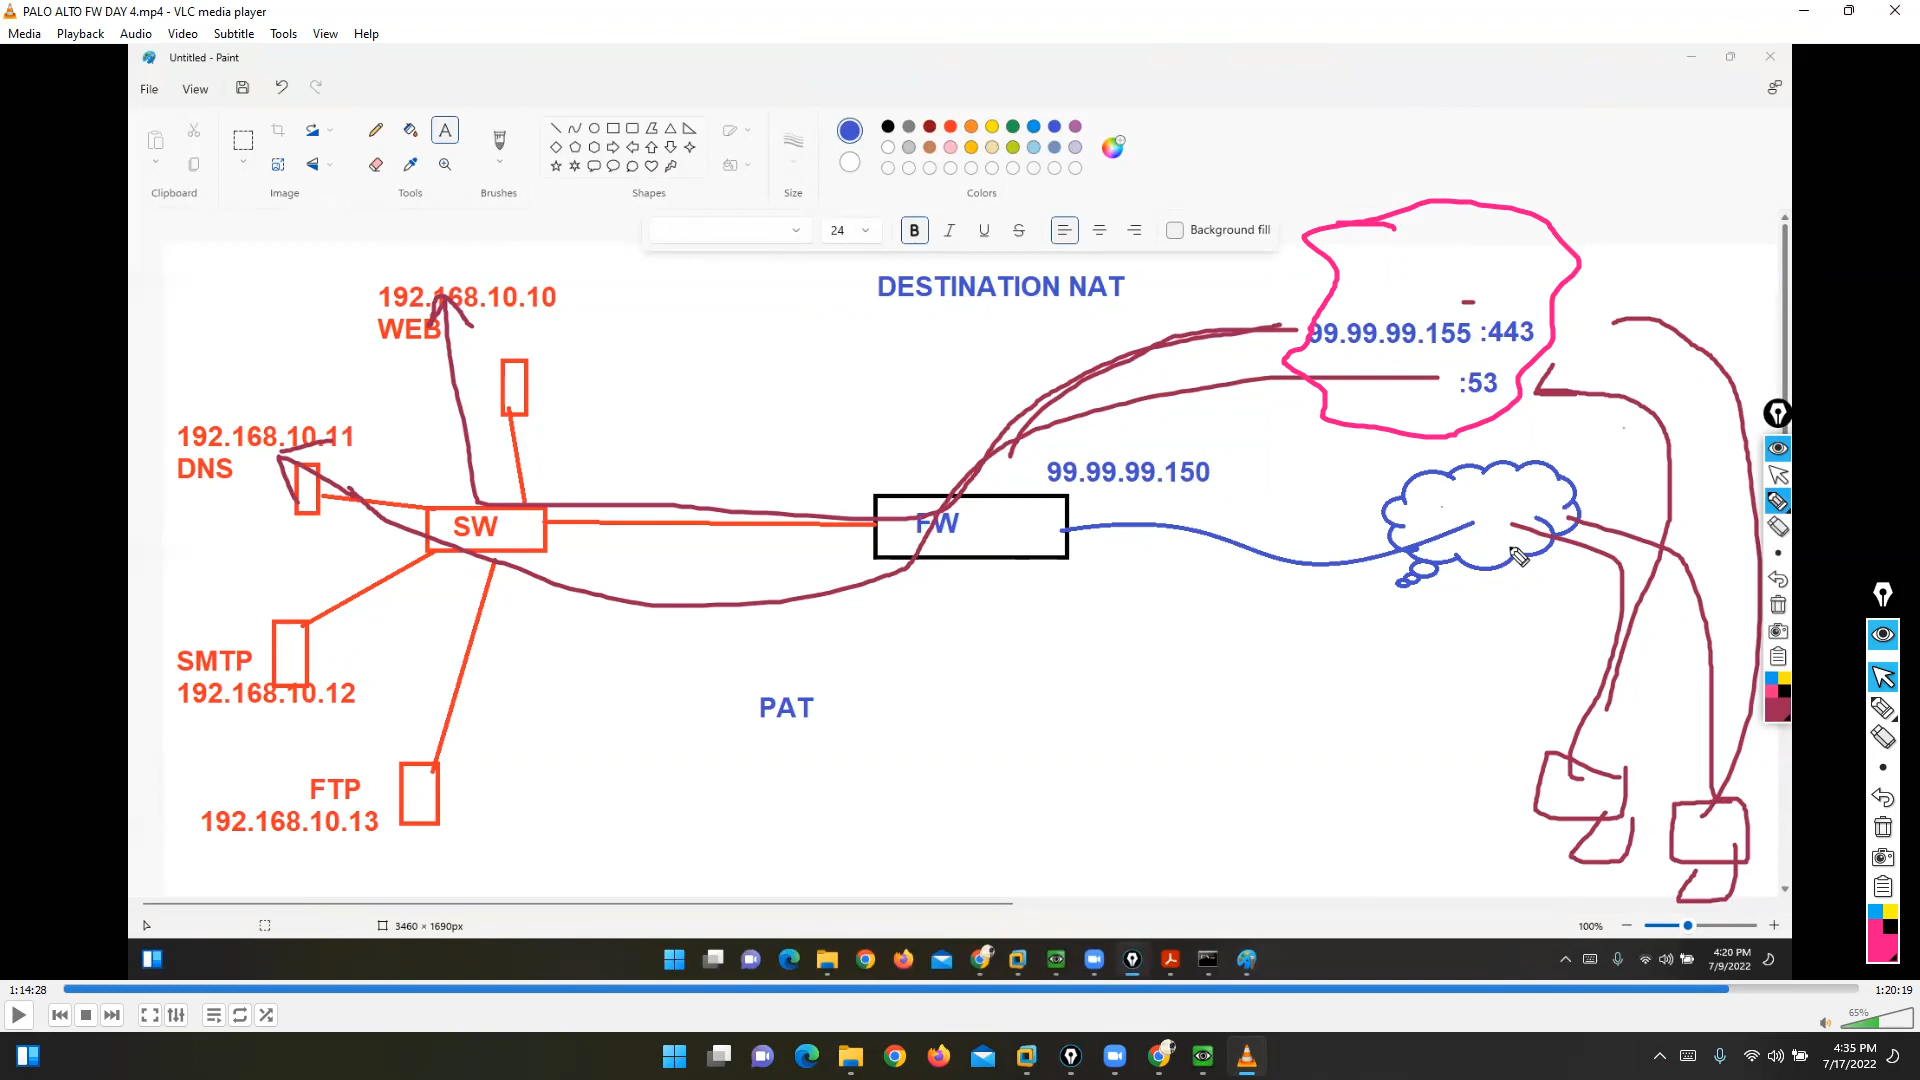 PALO ALTO FW DAY 4.mp4 - VLC media player
Media Playback Audio Video Subtitle Tools View Help
Untitled - Paint
File View
Clipboard Image Tools Brushes Shapes Size Colors
24 B I U S Background fill
DESTINATION NAT
192.168.10.10
WEB
99.99.99.155 :443
:53
192.168.10.11
DNS
99.99.99.150
SW
FW
SMTP
192.168.10.12
PAT
FTP
192.168.10.13
3460 × 1690px
100%
4:20 PM
7/9/2022
1:14:28
1:20:19
65%
4:35 PM
7/17/2022